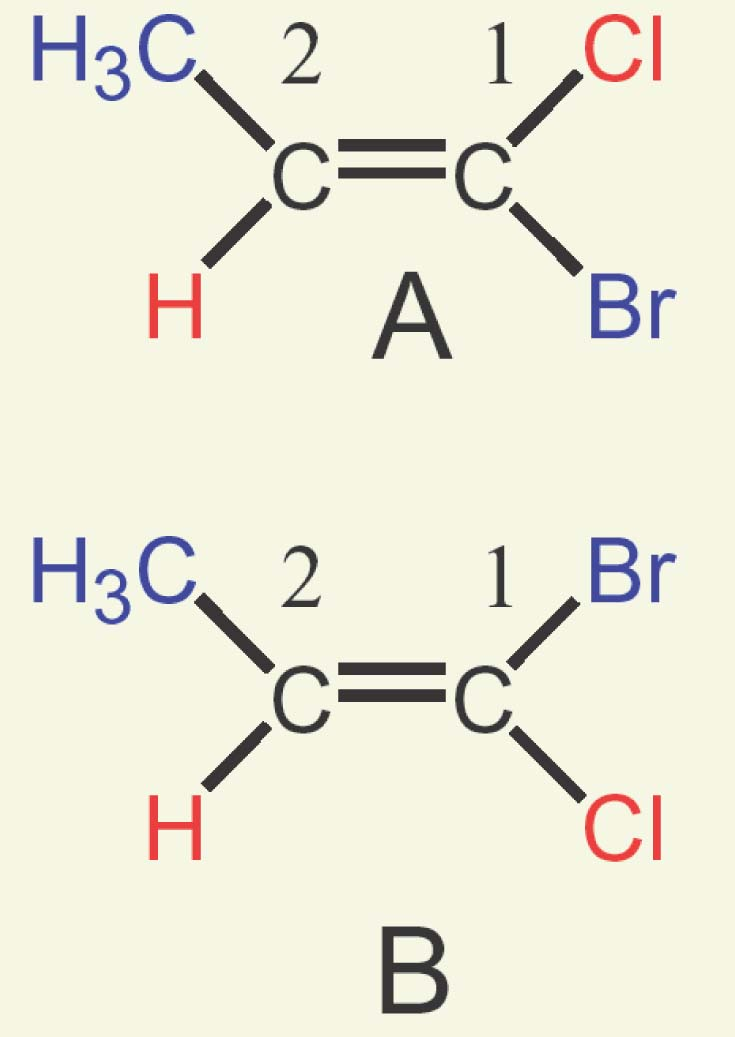 H₃C 2 1 Cl
C C
H A Br
H₃C 2 1 Br
C C
H Cl
B